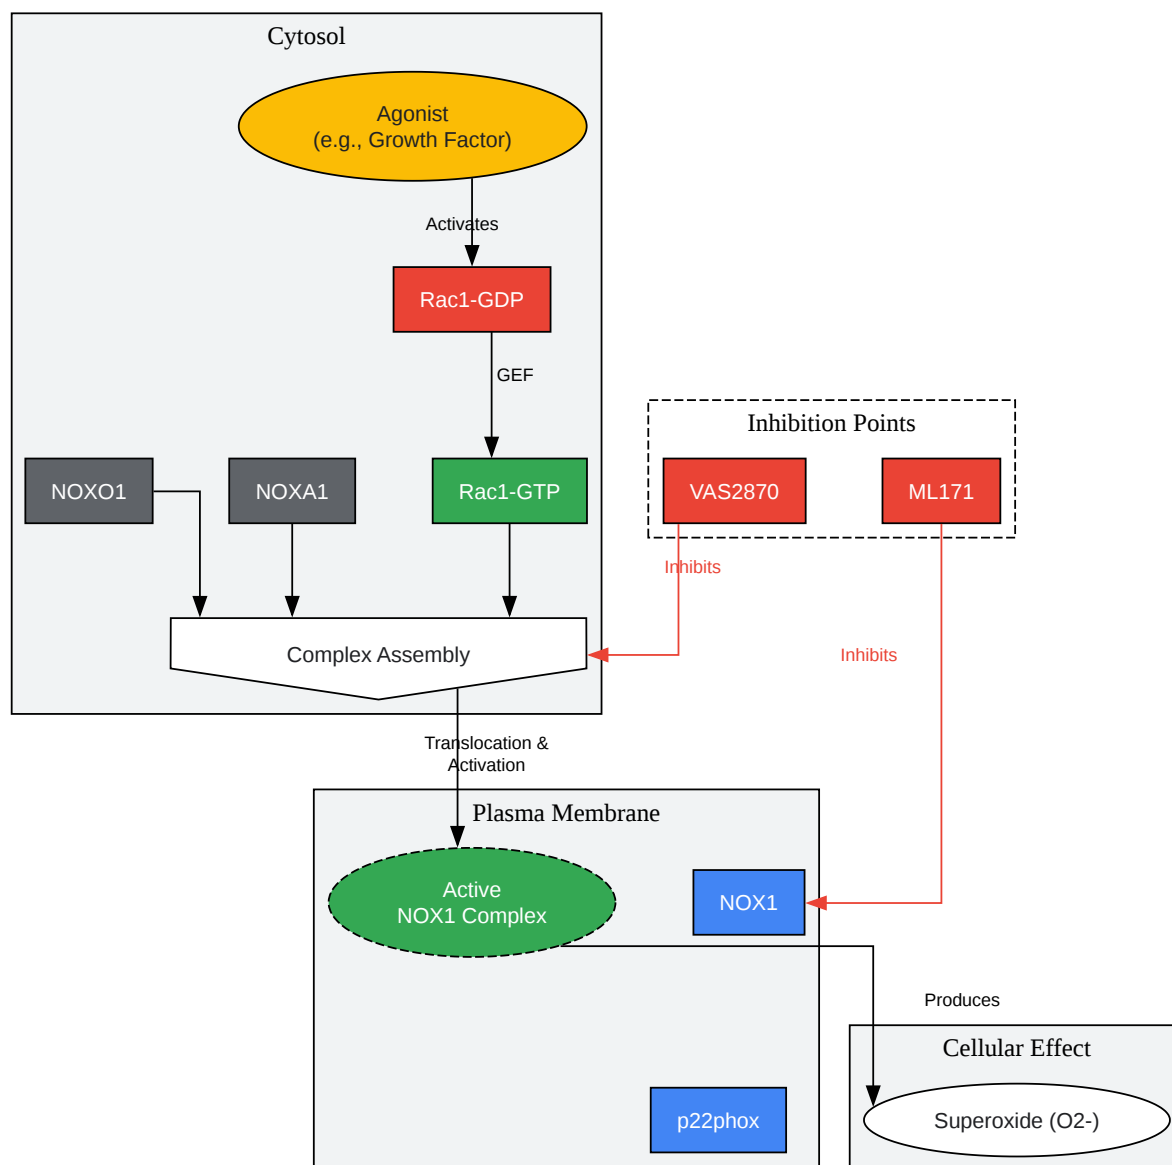 Cytosol
Agonist
(e.g., Growth Factor)
Activates
Rac1-GDP
GEF
Inhibition Points
NOXO1
NOXA1
Rac1-GTP
VAS2870
ML171
Inhibits
Complex Assembly
Inhibits
Translocation &
Activation
Plasma Membrane
Active
NOX1 Complex
NOX1
Produces
Cellular Effect
p22phox
Superoxide (O2-)